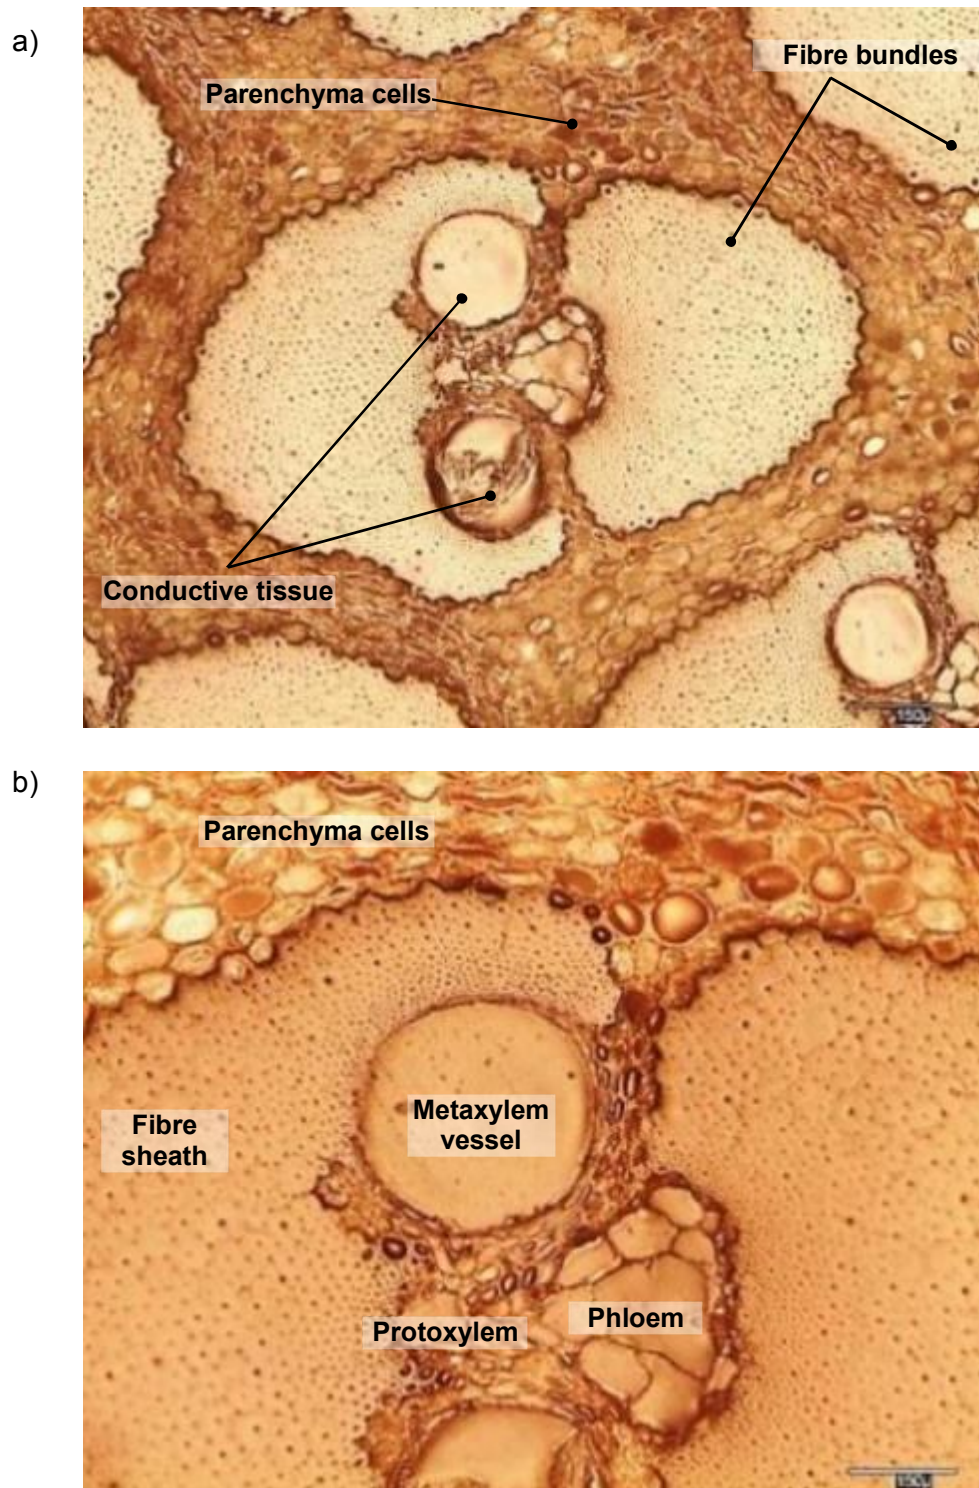 a)
Fibre bundles
Parenchyma cells
Conductive tissue
b)
Parenchyma cells
Fibre
sheath
Metaxylem
vessel
Protoxylem
Phloem